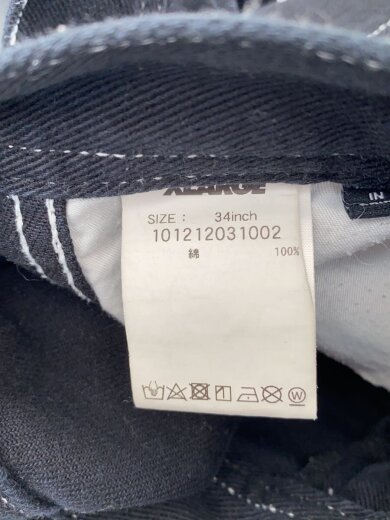 XLARGE
IN
SIZE : 34inch
101212031002
綿 100%
W